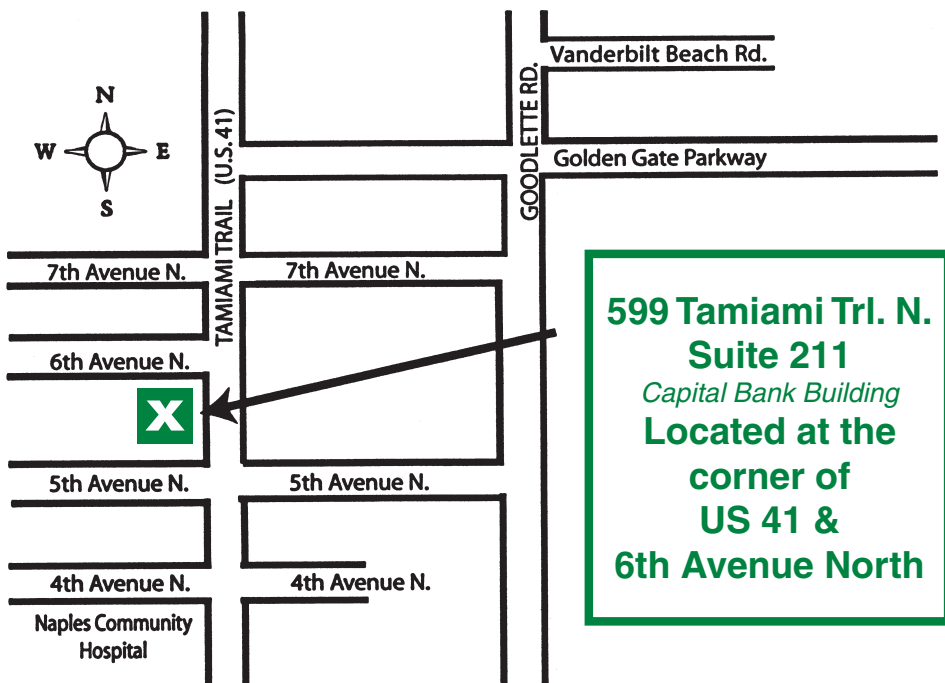 Vanderbilt Beach Rd.
N
W E
S
TAMIAMI TRAIL (U.S.41)
GOODLETTE RD.
Golden Gate Parkway
7th Avenue N.
7th Avenue N.
6th Avenue N.
X
5th Avenue N.
5th Avenue N.
4th Avenue N.
4th Avenue N.
Naples Community
Hospital
599 Tamiami Trl. N.
Suite 211
Capital Bank Building
Located at the
corner of
US 41 &
6th Avenue North